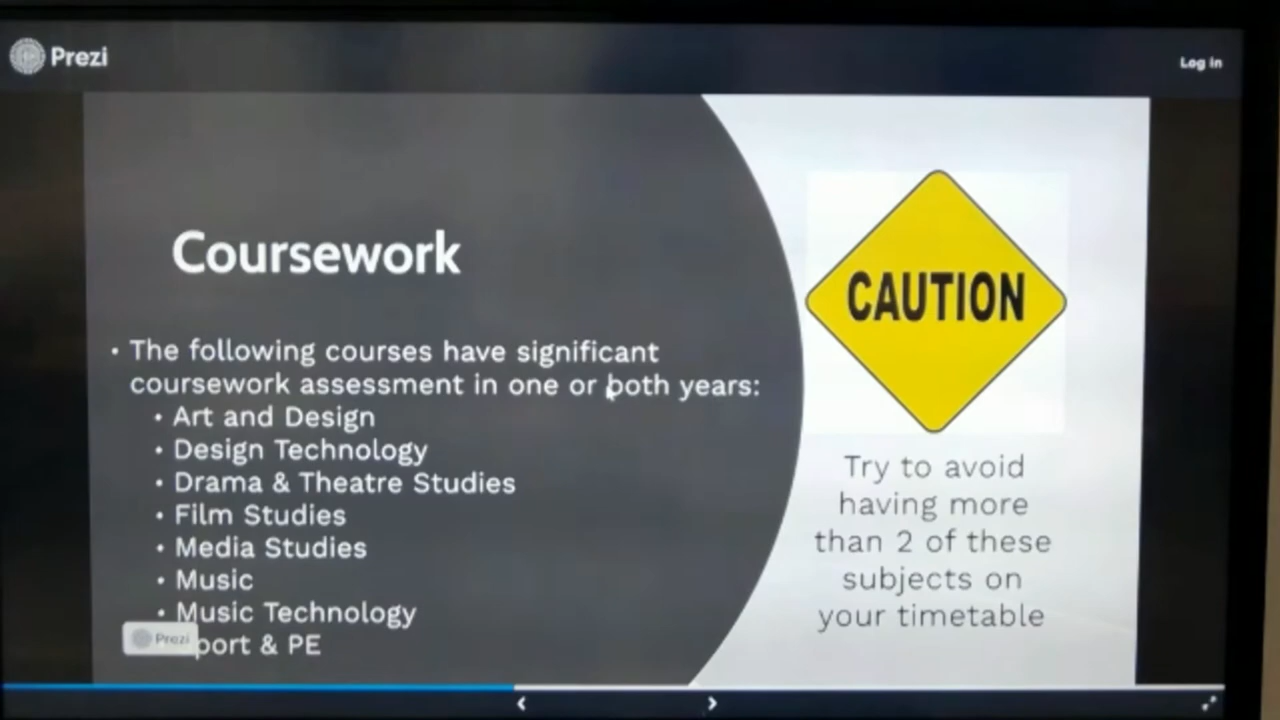 Prezi
Log in
Coursework
• The following courses have significant
coursework assessment in one or both years:
• Art and Design
• Design Technology
• Drama & Theatre Studies
• Film Studies
• Media Studies
• Music
• Music Technology
Prezi
port & PE
CAUTION
Try to avoid
having more
than 2 of these
subjects on
your timetable